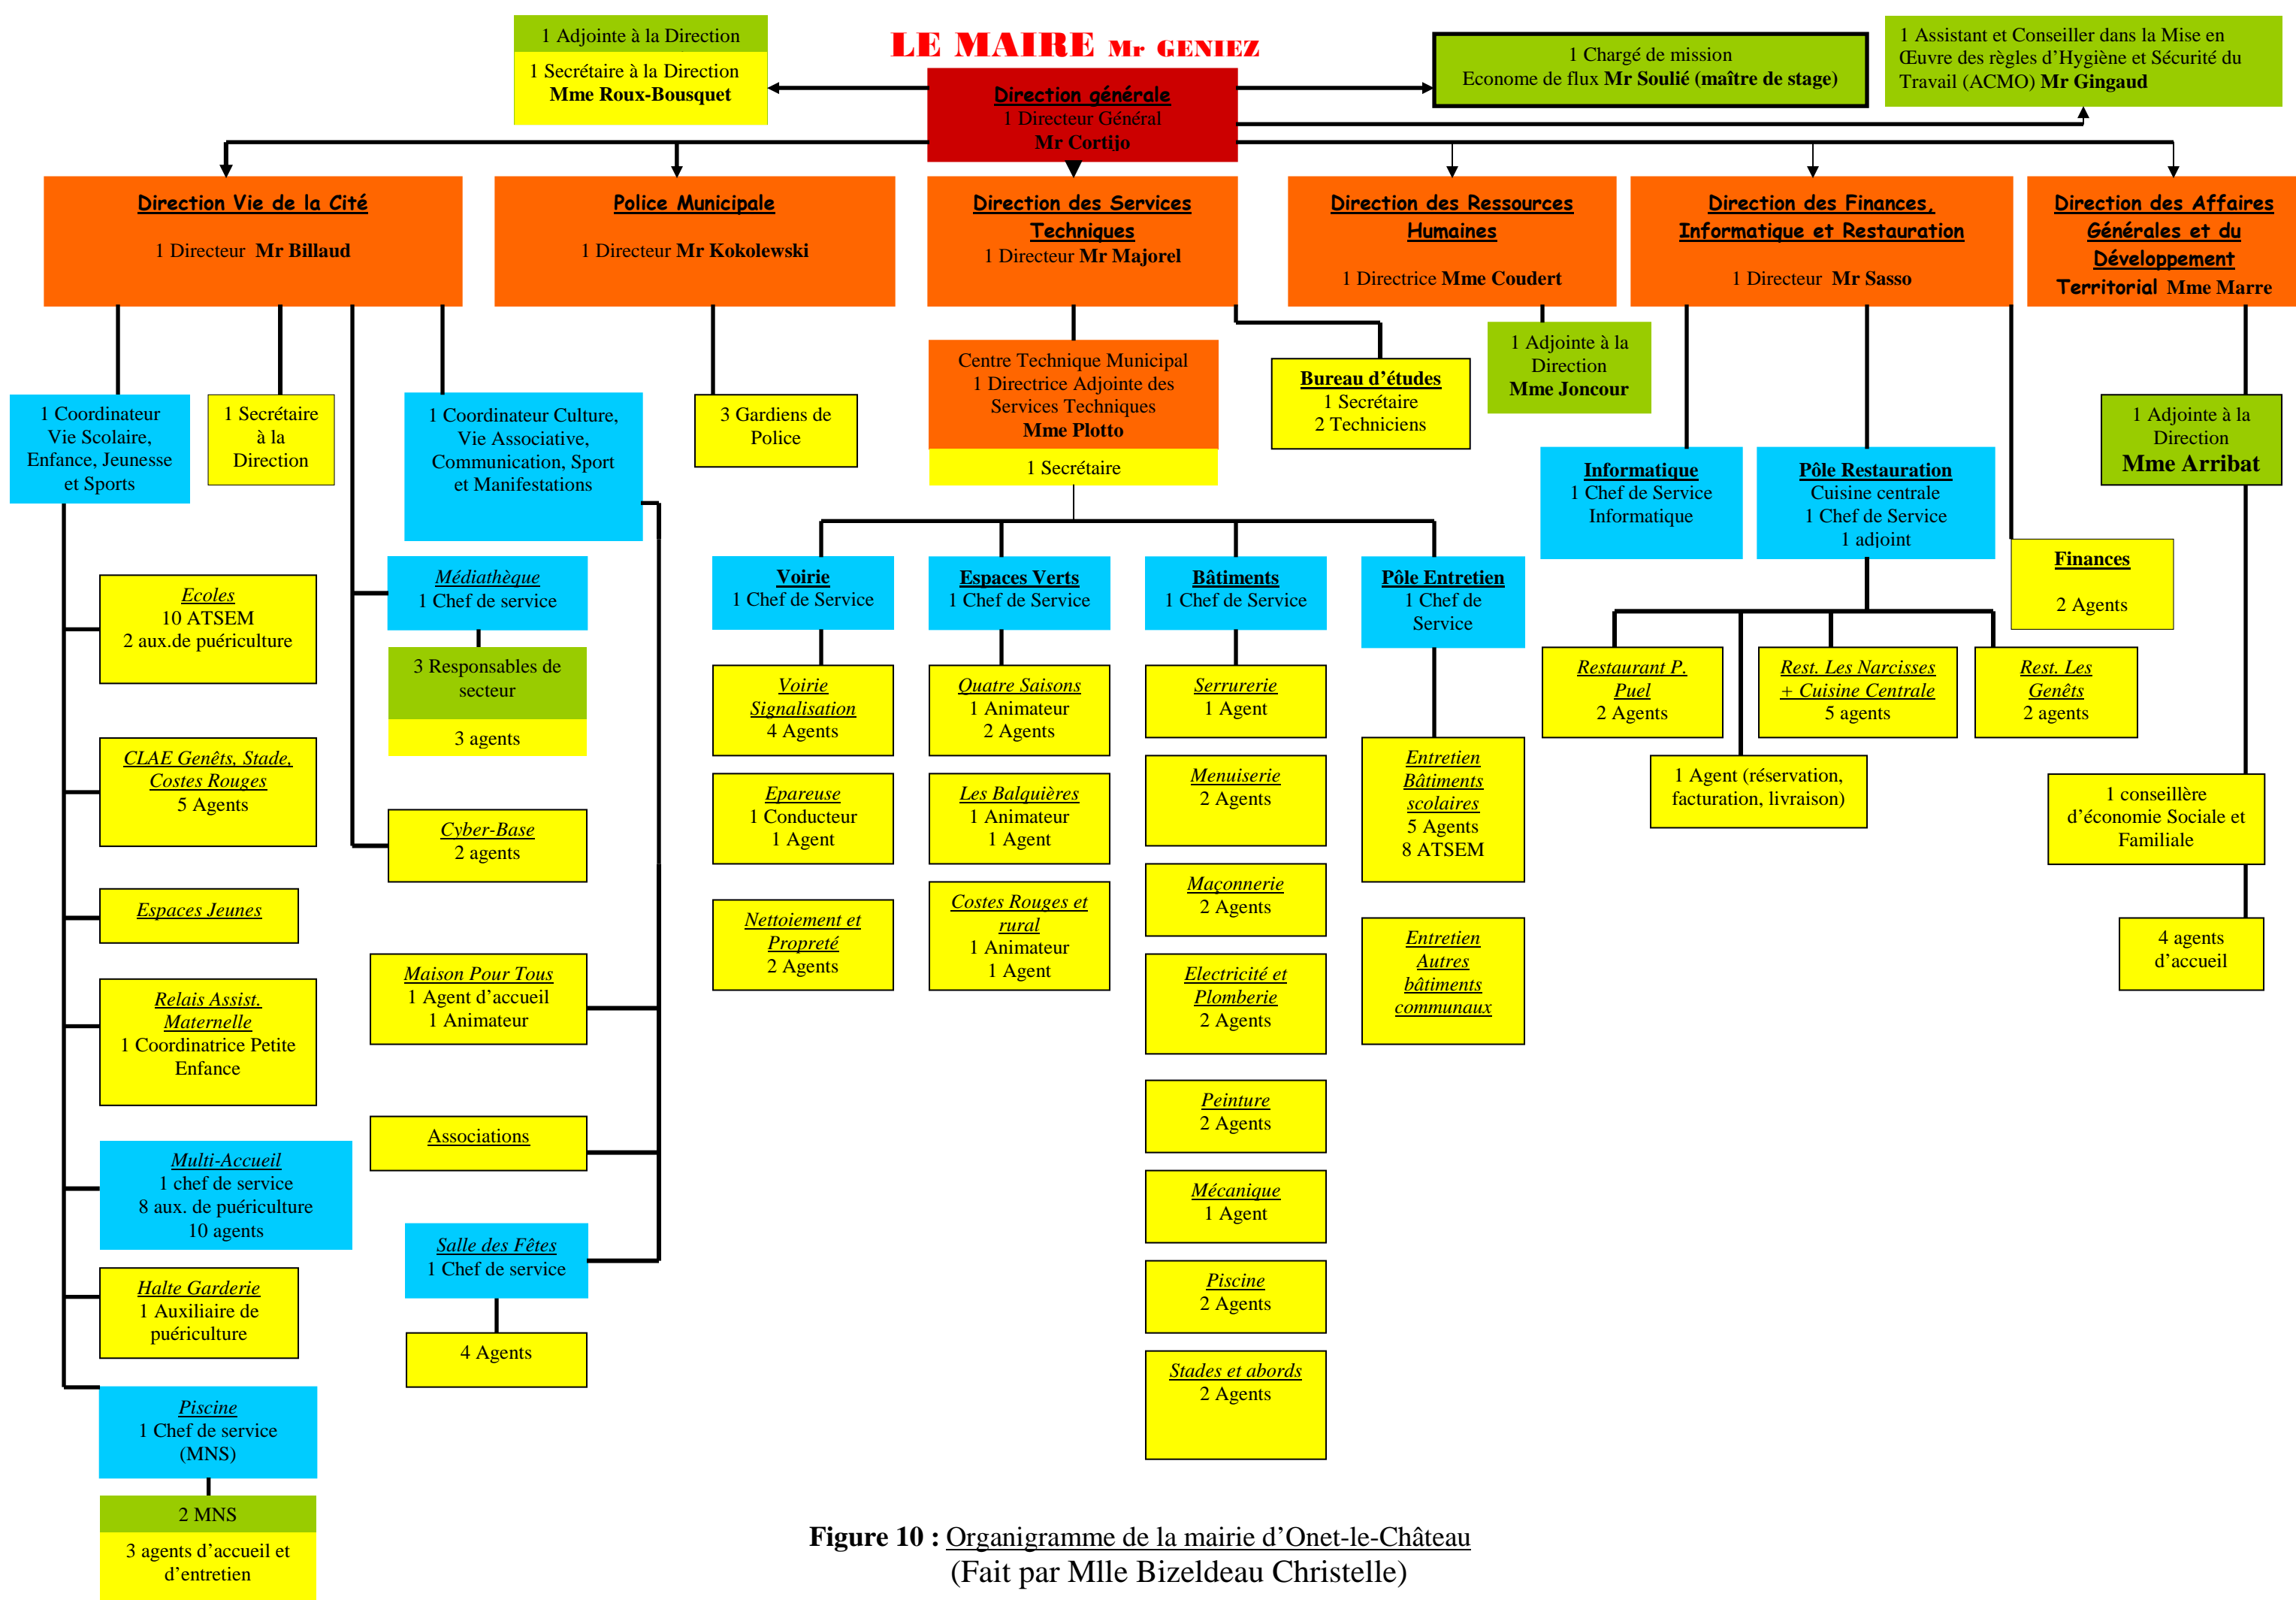 LE MAIRE Mr GENIEZ
1 Adjointe à la Direction
1 Secrétaire à la Direction
Mme Roux-Bousquet
Direction générale
1 Directeur Général
Mr Cortijo
1 Chargé de mission
Econome de flux Mr Soulié (maître de stage)
1 Assistant et Conseiller dans la Mise en
Œuvre des règles d’Hygiène et Sécurité du
Travail (ACMO) Mr Gingaud
Direction Vie de la Cité
1 Directeur Mr Billaud
Police Municipale
1 Directeur Mr Kokolewski
Direction des Services
Techniques
1 Directeur Mr Majorel
Direction des Ressources
Humaines
1 Directrice Mme Coudert
Direction des Finances,
Informatique et Restauration
1 Directeur Mr Sasso
Direction des Affaires
Générales et du
Développement
Territorial Mme Marre
1 Coordinateur
Vie Scolaire,
Enfance, Jeunesse
et Sports
1 Secrétaire
à la
Direction
1 Coordinateur Culture,
Vie Associative,
Communication, Sport
et Manifestations
3 Gardiens de
Police
Centre Technique Municipal
1 Directrice Adjointe des
Services Techniques
Mme Plotto
1 Secrétaire
Bureau d’études
1 Secrétaire
2 Techniciens
1 Adjointe à la
Direction
Mme Joncour
Informatique
1 Chef de Service
Informatique
Pôle Restauration
Cuisine centrale
1 Chef de Service
1 adjoint
Finances
2 Agents
1 Adjointe à la
Direction
Mme Arribat
Ecoles
10 ATSEM
2 aux.de puériculture
CLAE Genêts, Stade,
Costes Rouges
5 Agents
Espaces Jeunes
Relais Assist.
Maternelle
1 Coordinatrice Petite
Enfance
Multi-Accueil
1 chef de service
8 aux. de puériculture
10 agents
Halte Garderie
1 Auxiliaire de
puériculture
Piscine
1 Chef de service
(MNS)
2 MNS
3 agents d’accueil et
d’entretien
Médiathèque
1 Chef de service
3 Responsables de
secteur
3 agents
Cyber-Base
2 agents
Maison Pour Tous
1 Agent d’accueil
1 Animateur
Associations
Salle des Fêtes
1 Chef de service
4 Agents
Voirie
1 Chef de Service
Voirie
Signalisation
4 Agents
Epareuse
1 Conducteur
1 Agent
Nettoiement et
Propreté
2 Agents
Espaces Verts
1 Chef de Service
Quatre Saisons
1 Animateur
2 Agents
Les Balquières
1 Animateur
1 Agent
Costes Rouges et
rural
1 Animateur
1 Agent
Bâtiments
1 Chef de Service
Serrurerie
1 Agent
Menuiserie
2 Agents
Maçonnerie
2 Agents
Electricité et
Plomberie
2 Agents
Peinture
2 Agents
Mécanique
1 Agent
Piscine
2 Agents
Stades et abords
2 Agents
Pôle Entretien
1 Chef de
Service
Entretien
Bâtiments
scolaires
5 Agents
8 ATSEM
Entretien
Autres
bâtiments
communaux
Restaurant P.
Puel
2 Agents
1 Agent (réservation,
facturation, livraison)
Rest. Les Narcisses
+ Cuisine Centrale
5 agents
Rest. Les
Genêts
2 agents
1 conseillère
d’économie Sociale et
Familiale
4 agents
d’accueil
Figure 10 : Organigramme de la mairie d’Onet-le-Château
(Fait par Mlle Bizeldeau Christelle)